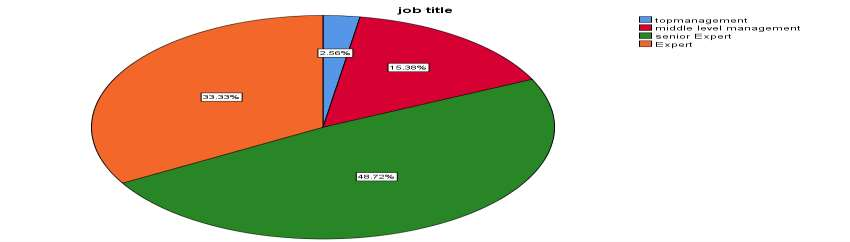 job title
topmanagement
middle level management
senior Expert
Expert
2.56%
15.38%
33.33%
48.72%